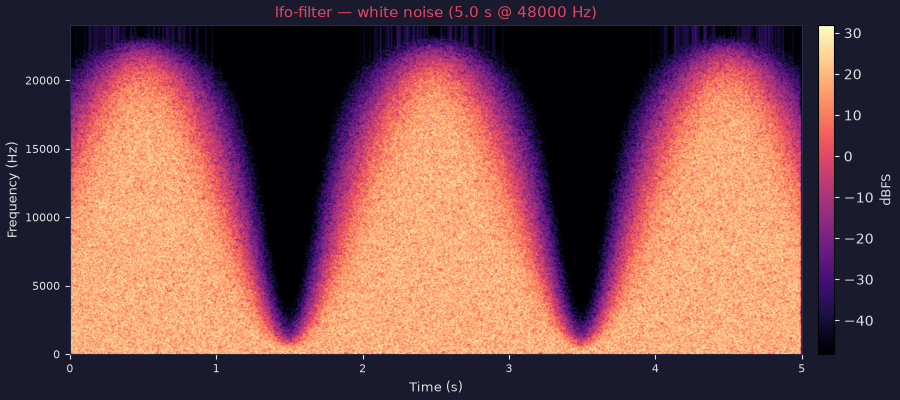 lfo-filter — white noise (5.0 s @ 48000 Hz)
Frequency (Hz)
20000
15000
10000
5000
0
0 1 2 3 4 5
Time (s)
30
20
10
0
−10
−20
−30
−40
dBFS